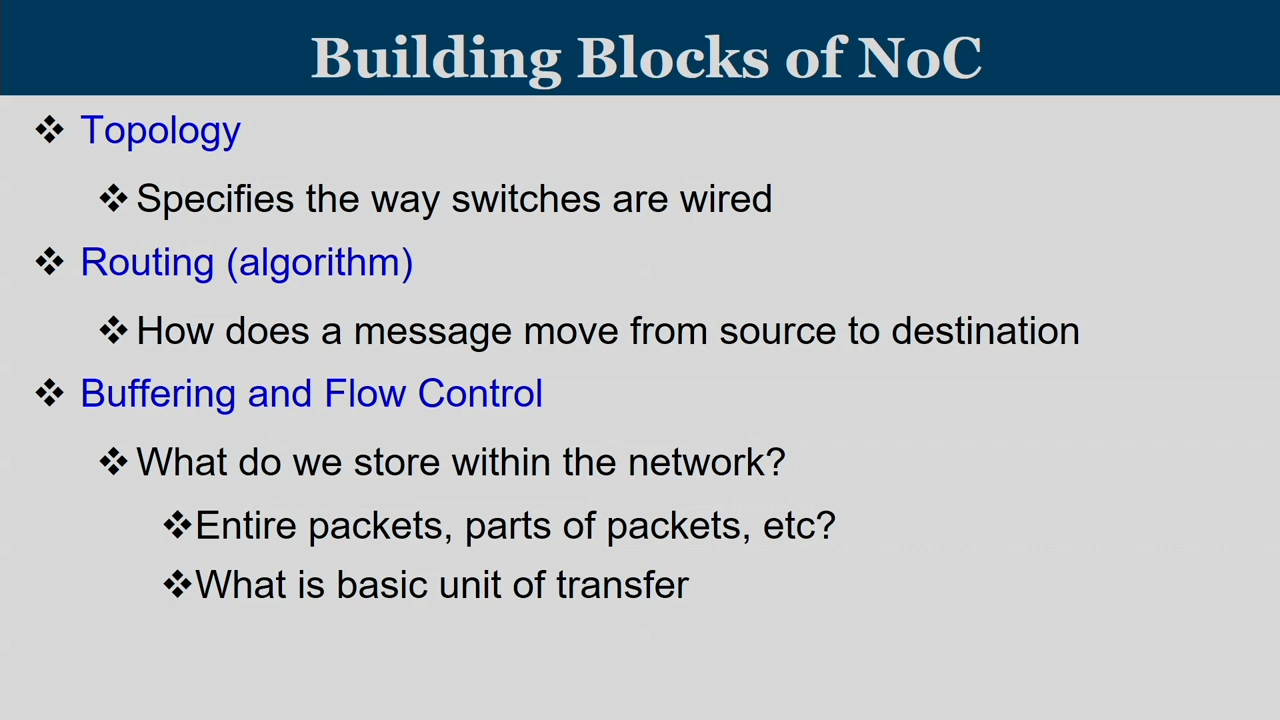 Building Blocks of NoC
❖ Topology
❖ Specifies the way switches are wired
❖ Routing (algorithm)
❖ How does a message move from source to destination
❖ Buffering and Flow Control
❖ What do we store within the network?
❖ Entire packets, parts of packets, etc?
❖ What is basic unit of transfer